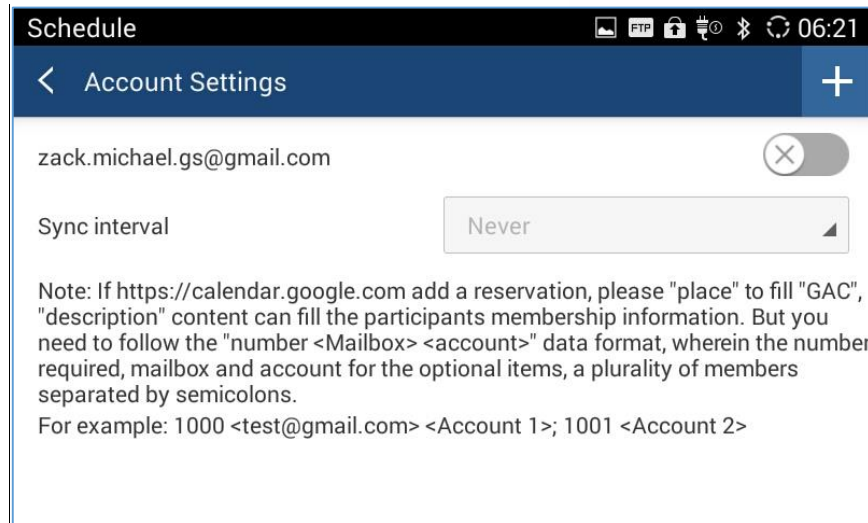 Schedule
FTP
06:21
Account Settings
zack.michael.gs@gmail.com
Sync interval
Never
Note: If https://calendar.google.com add a reservation, please "place" to fill "GAC",
"description" content can fill the participants membership information. But you
need to follow the "number <Mailbox> <account>" data format, wherein the number
required, mailbox and account for the optional items, a plurality of members
separated by semicolons.
For example: 1000 <test@gmail.com> <Account 1>; 1001 <Account 2>